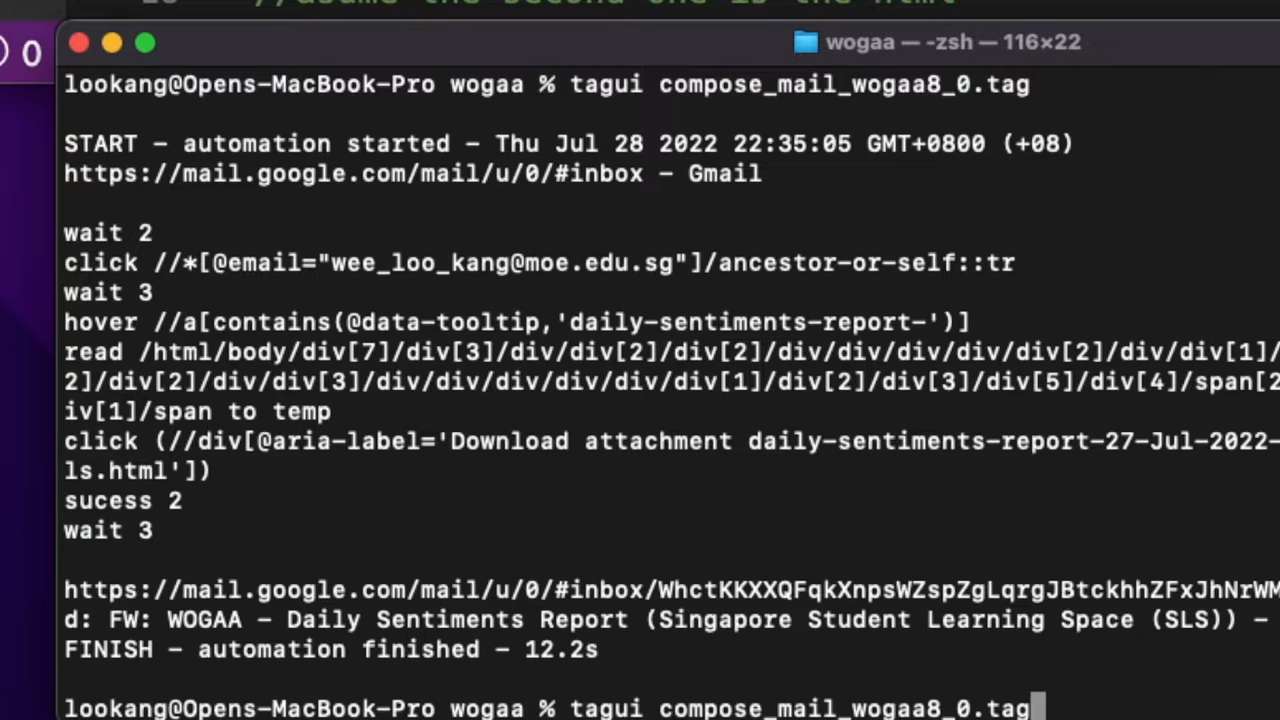 //asume the second one is the html
0
wogaa — -zsh — 116×22
lookang@Opens-MacBook-Pro wogaa % tagui compose_mail_wogaa8_0.tag
START - automation started - Thu Jul 28 2022 22:35:05 GMT+0800 (+08)
https://mail.google.com/mail/u/0/#inbox - Gmail
wait 2
click //*[@email="wee_loo_kang@moe.edu.sg"]/ancestor-or-self::tr
wait 3
hover //a[contains(@data-tooltip,'daily-sentiments-report-')]
read /html/body/div[7]/div[3]/div/div[2]/div[2]/div/div/div/div/div[2]/div/div[1]/
2]/div[2]/div/div[3]/div/div/div/div/div/div[1]/div[2]/div[3]/div[5]/div[4]/span[2
iv[1]/span to temp
click (//div[@aria-label='Download attachment daily-sentiments-report-27-Jul-2022-
ls.html'])
sucess 2
wait 3
https://mail.google.com/mail/u/0/#inbox/WhctKKXXQFqkXnpsWZspZgLqrgJBtckhhZFxJhNrWM
d: FW: WOGAA - Daily Sentiments Report (Singapore Student Learning Space (SLS)) -
FINISH - automation finished - 12.2s
lookang@Opens-MacBook-Pro wogaa % tagui compose_mail_wogaa8_0.tag